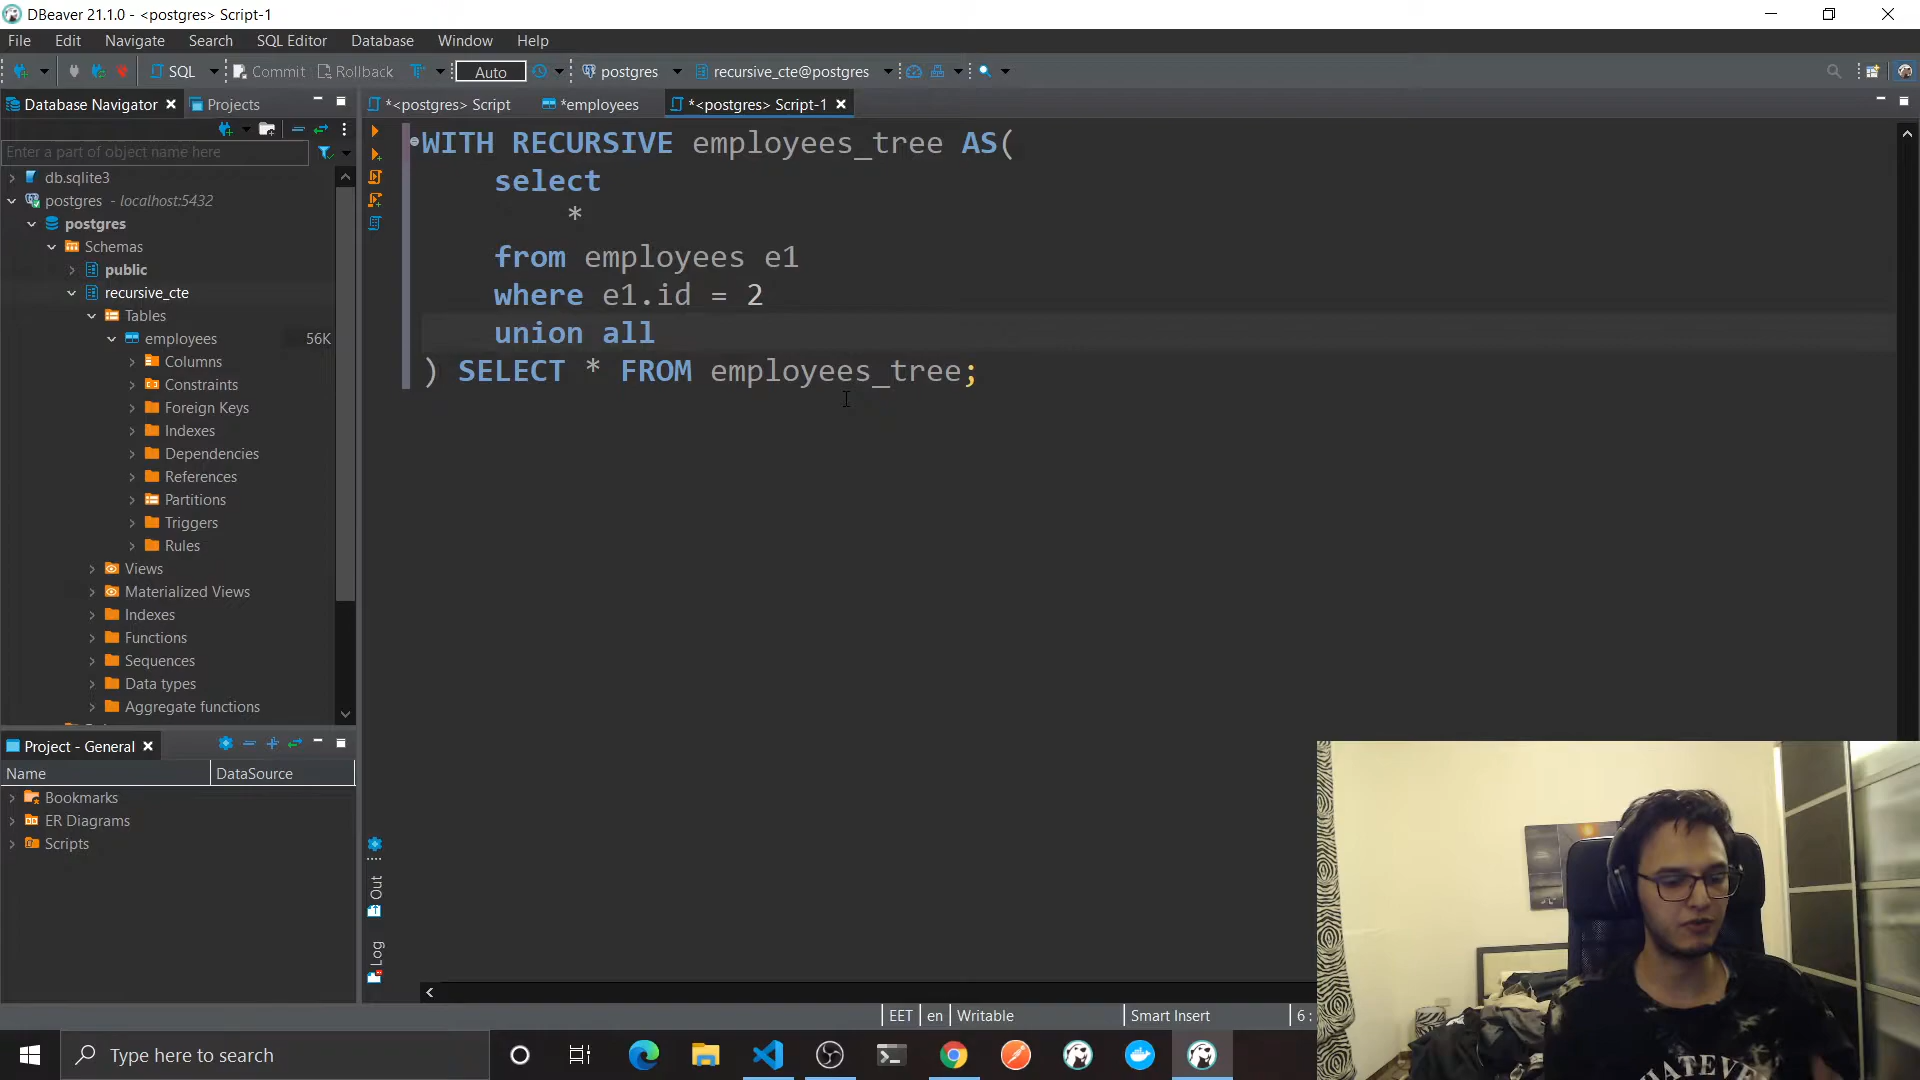 DBeaver 21.1.0 - <postgres> Script-1
File Edit Navigate Search SQL Editor Database Window Help
SQL Commit Rollback Auto postgres recursive_cte@postgres
Database Navigator Projects
*<postgres> Script *employees *<postgres> Script-1
Enter a part of object name here
db.sqlite3
postgres - localhost:5432
postgres
Schemas
public
recursive_cte
Tables
employees 56K
Columns
Constraints
Foreign Keys
Indexes
Dependencies
References
Partitions
Triggers
Rules
Views
Materialized Views
Indexes
Functions
Sequences
Data types
Aggregate functions
WITH RECURSIVE employees_tree AS(
select
*
from employees e1
where e1.id = 2
union all
) SELECT * FROM employees_tree;
Project - General
Name DataSource
Bookmarks
ER Diagrams
Scripts
Out
Log
EET en Writable Smart Insert 6 :
Type here to search
WHATEVER